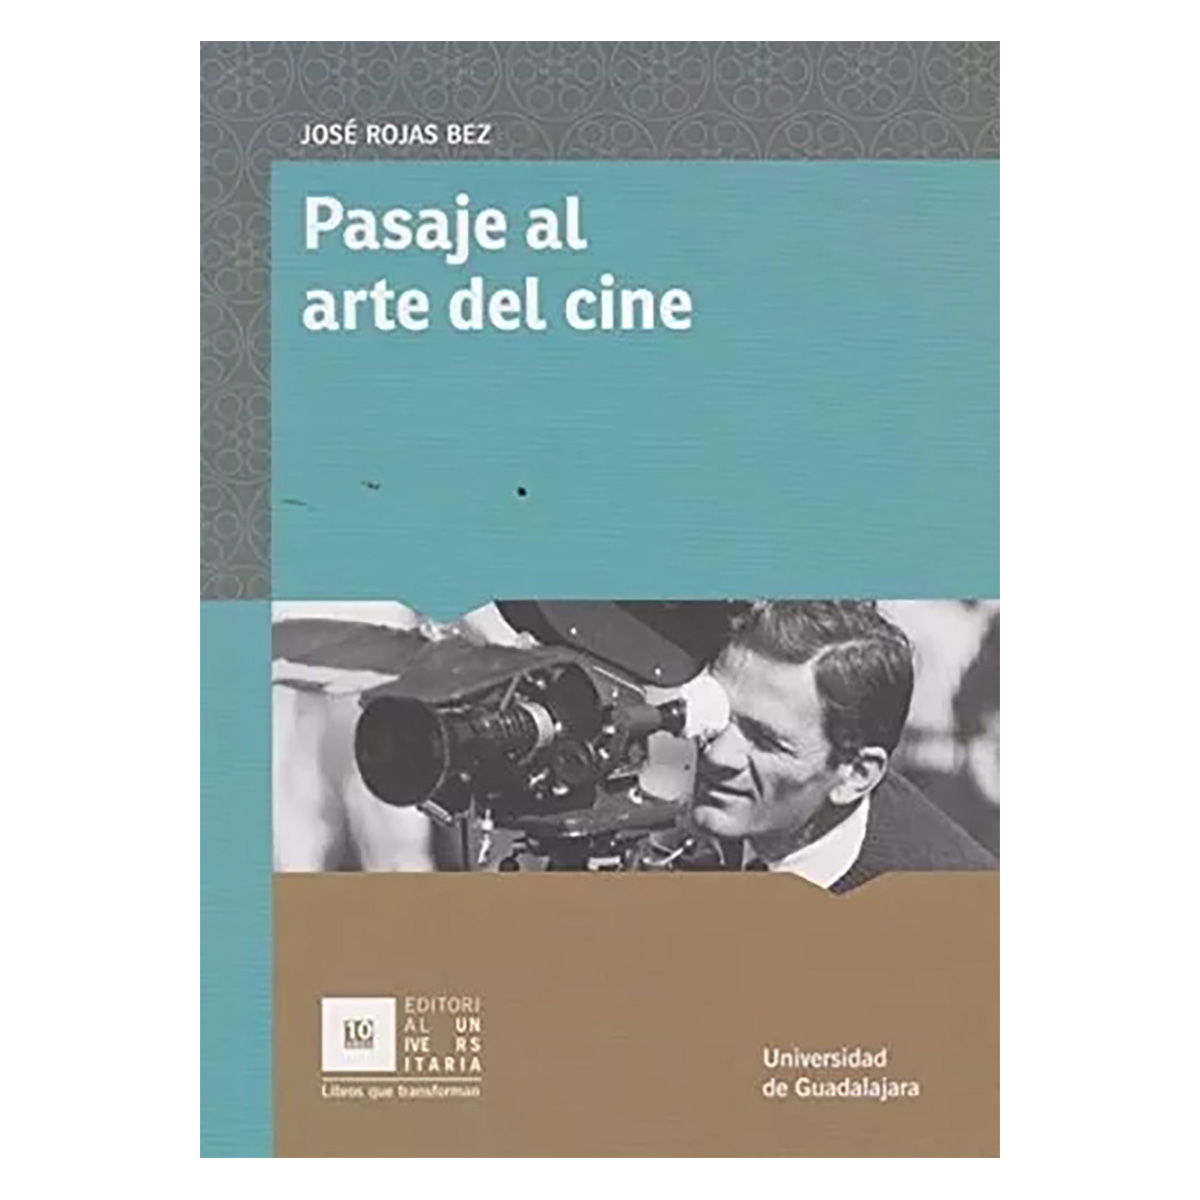 JOSÉ ROJAS BEZ
Pasaje al
arte del cine
10
EDITORI
AL UN
IVE RS
ITARIA
Libros que transforman
Universidad
de Guadalajara